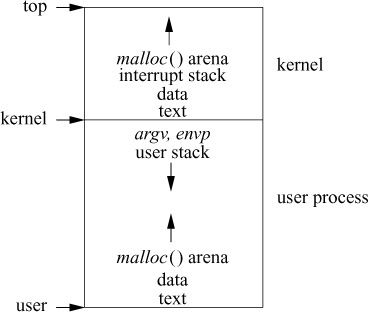 top
malloc() arena
interrupt stack
data
text
kernel
kernel
argv, envp
user stack
user process
malloc() arena
data
text
user